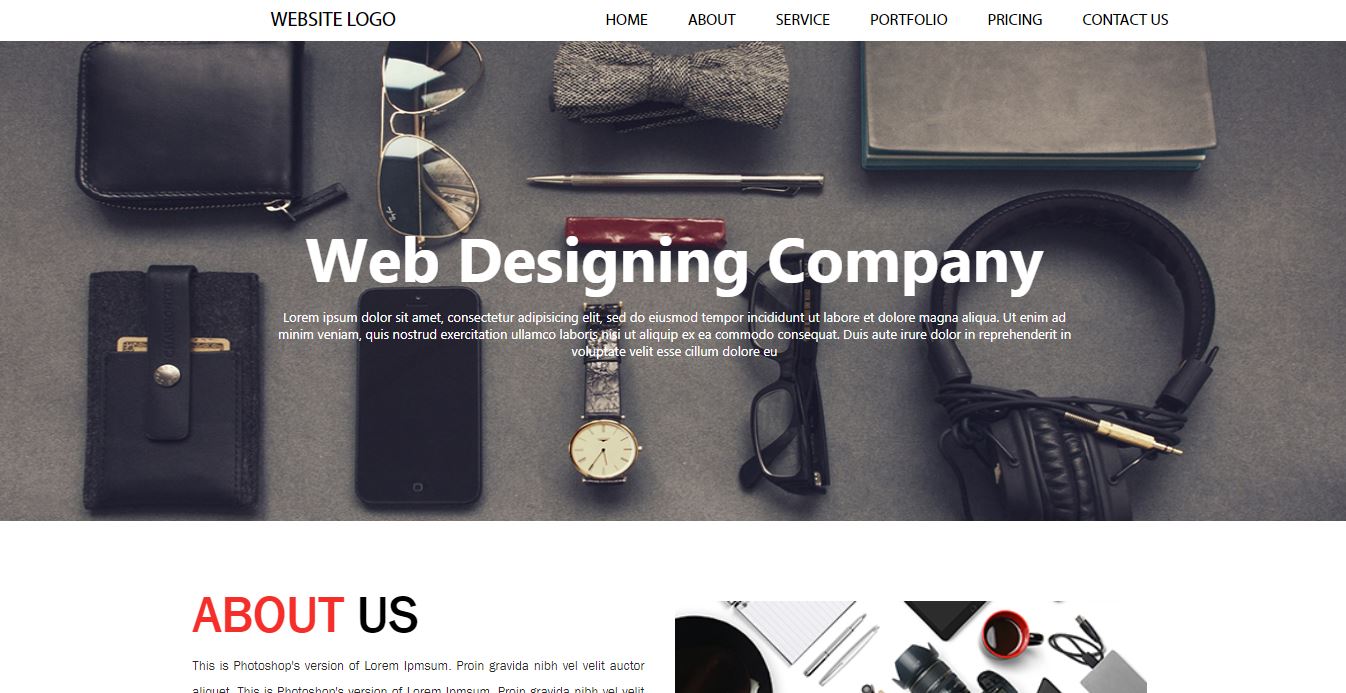 WEBSITE LOGO HOME ABOUT SERVICE PORTFOLIO PRICING CONTACT US
Web Designing Company
Lorem ipsum dolor sit amet, consectetur adipisicing elit, sed do eiusmod tempor incididunt ut labore et dolore magna aliqua. Ut enim ad
minim veniam, quis nostrud exercitation ullamco laboris nisi ut aliquip ex ea commodo consequat. Duis aute irure dolor in reprehenderit in
voluptate velit esse cillum dolore eu
ABOUT US
This is Photoshop's version of Lorem Ipmsum. Proin gravida nibh vel velit auctor
aliquet. This is Photoshop's version of Lorem Ipmsum. Proin gravida nibh vel velit